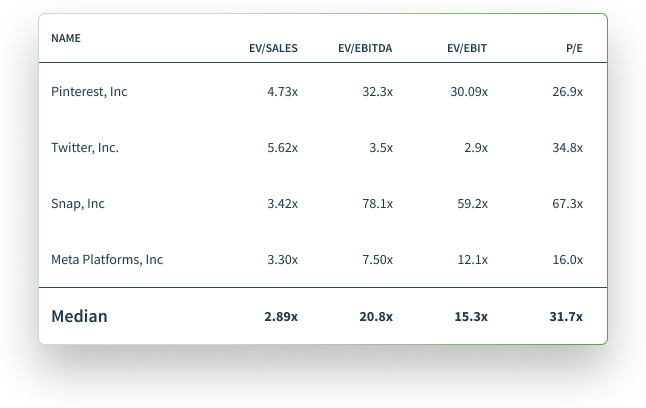 NAME EV/SALES EV/EBITDA EV/EBIT P/E
Pinterest, Inc 4.73x 32.3x 30.09x 26.9x
Twitter, Inc. 5.62x 3.5x 2.9x 34.8x
Snap, Inc 3.42x 78.1x 59.2x 67.3x
Meta Platforms, Inc 3.30x 7.50x 12.1x 16.0x
Median 2.89x 20.8x 15.3x 31.7x